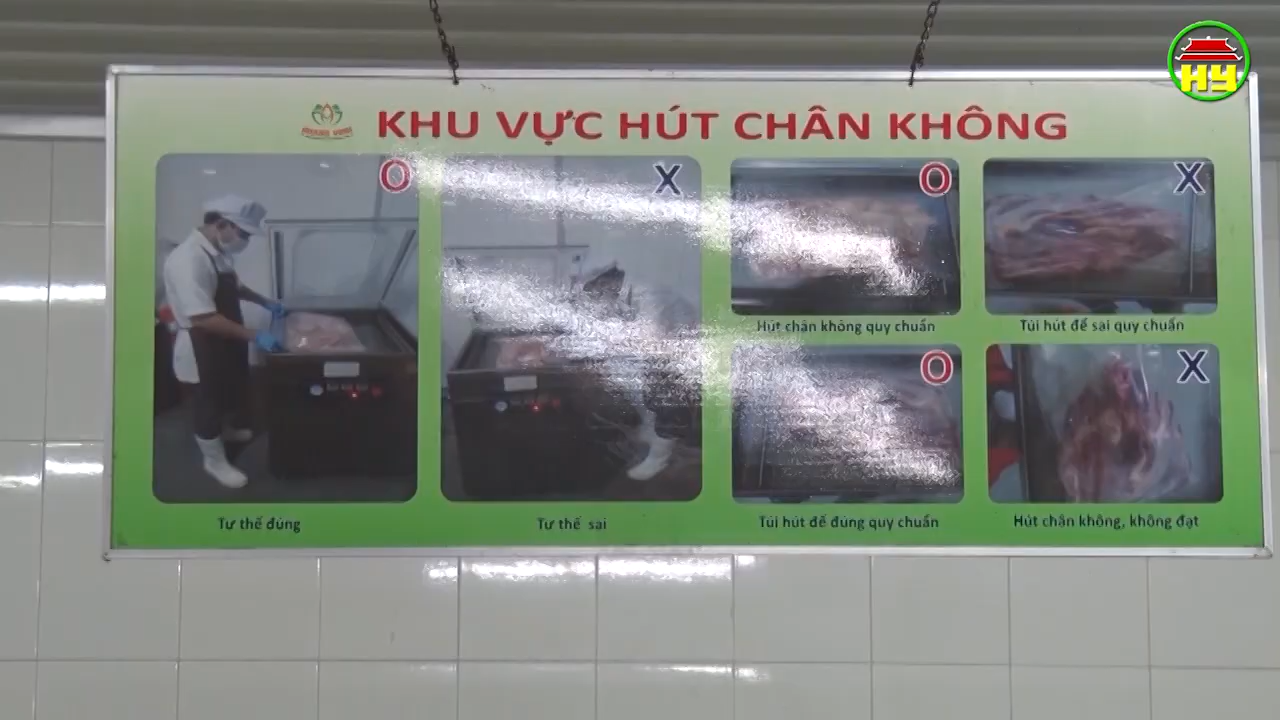 HY
KHU VỰC HÚT CHÂN KHÔNG
O
X
O
X
Hút chân không quy chuẩn
Túi hút để sai quy chuẩn
O
X
Tư thế đúng
Tư thế sai
Túi hút để đúng quy chuẩn
Hút chân không, không đạt